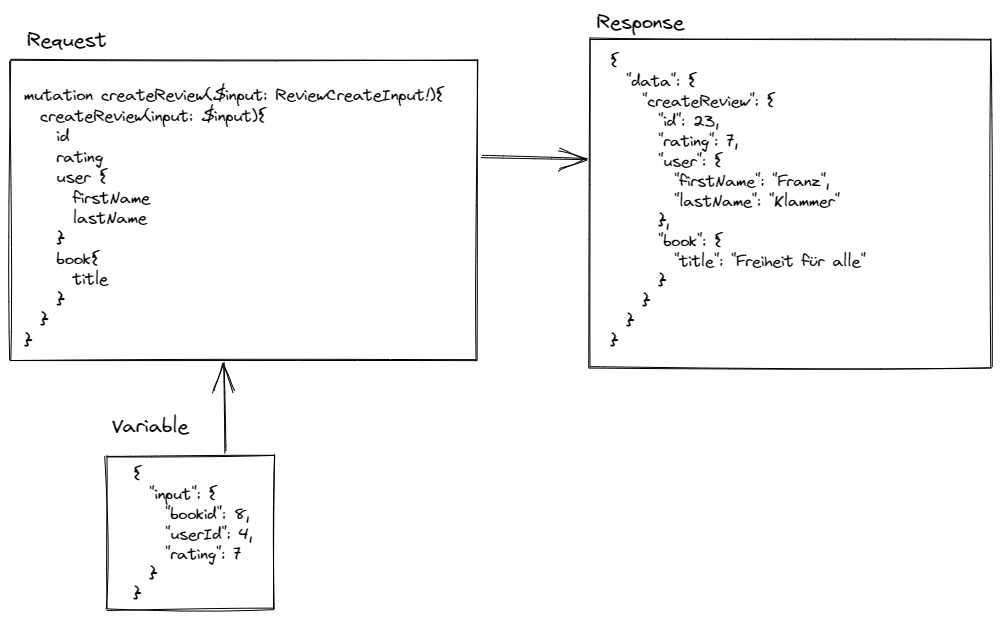 Request
mutation createReview($input: ReviewCreateInput!){
createReview(input: $input){
id
rating
user {
firstName
lastName
}
book{
title
}
}
}
Response
{
"data": {
"createReview": {
"id": 23,
"rating": 7,
"user": {
"firstName": "Franz",
"lastName": "Klammer"
},
"book": {
"title": "Freiheit für alle"
}
}
}
}
Variable
{
"input": {
"bookid": 8,
"userId": 4,
"rating": 7
}
}